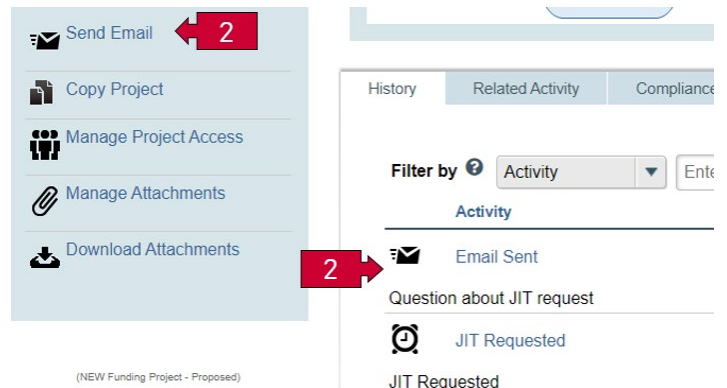 Send Email
2
Copy Project
Manage Project Access
Manage Attachments
Download Attachments
(NEW Funding Project - Proposed)
History Related Activity Compliance
Filter by ? Activity Ente
Activity
2
Email Sent
Question about JIT request
JIT Requested
JIT Requested